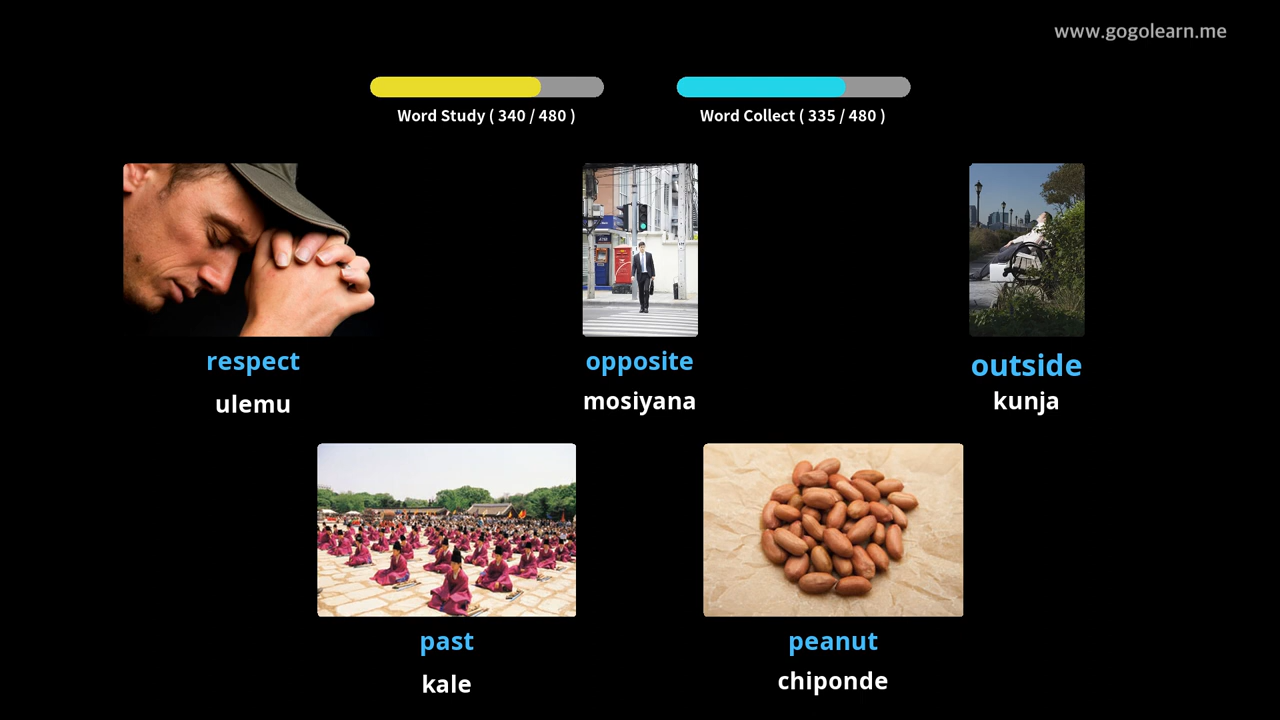 www.gogolearn.me
Word Study ( 340 / 480 )
Word Collect ( 335 / 480 )
respect
ulemu
opposite
mosiyana
outside
kunja
past
kale
peanut
chiponde